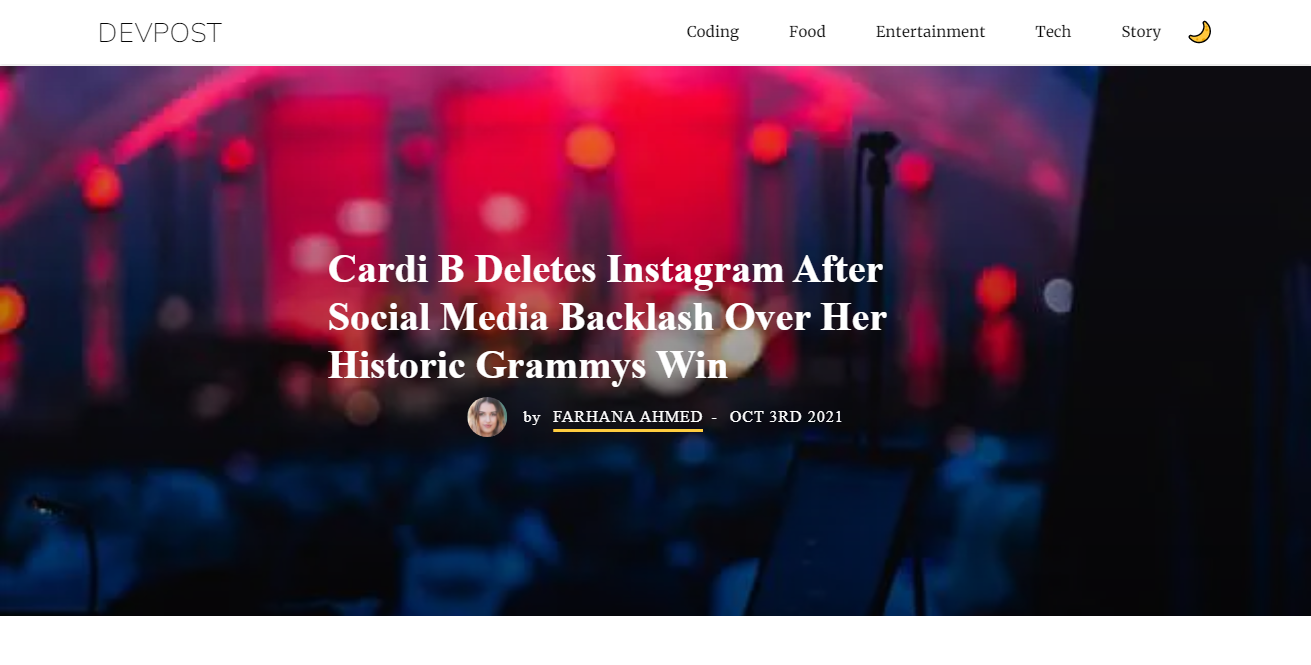 DEVPOST
Coding Food Entertainment Tech Story
Cardi B Deletes Instagram After
Social Media Backlash Over Her
Historic Grammys Win
by FARHANA AHMED - OCT 3RD 2021